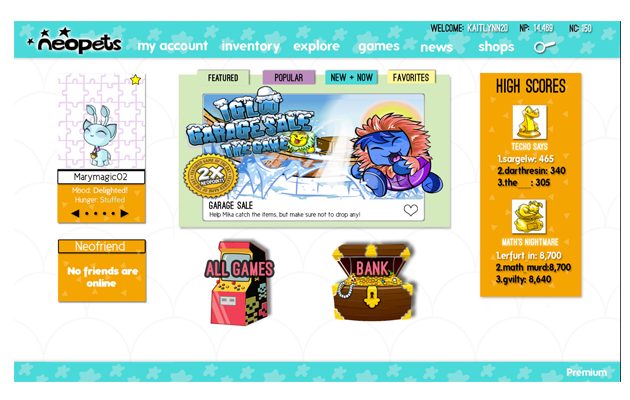 WELCOME: KAITLYNN20 NP: 14,469 NC: 150
neopets my account inventory explore games news shops
FEATURED POPULAR NEW + NOW FAVORITES
HIGH SCORES
IGLOO
GARAGE SALE
THE GAME
2X
NEOPOINTS
GARAGE SALE
Help Mika catch the items, but make sure not to drop any!
Marymagic02
Mood: Delighted!
Hunger: Stuffed
Neofriend
No friends are
online
ALL GAMES
BANK
TECHO SAYS
1.sargelw: 465
2.darthresin: 340
3.the : 305
MATH'S NIGHTMARE
1.erfurt in: 8,700
2.math murd:8,700
3.gvilty: 8,640
Premium